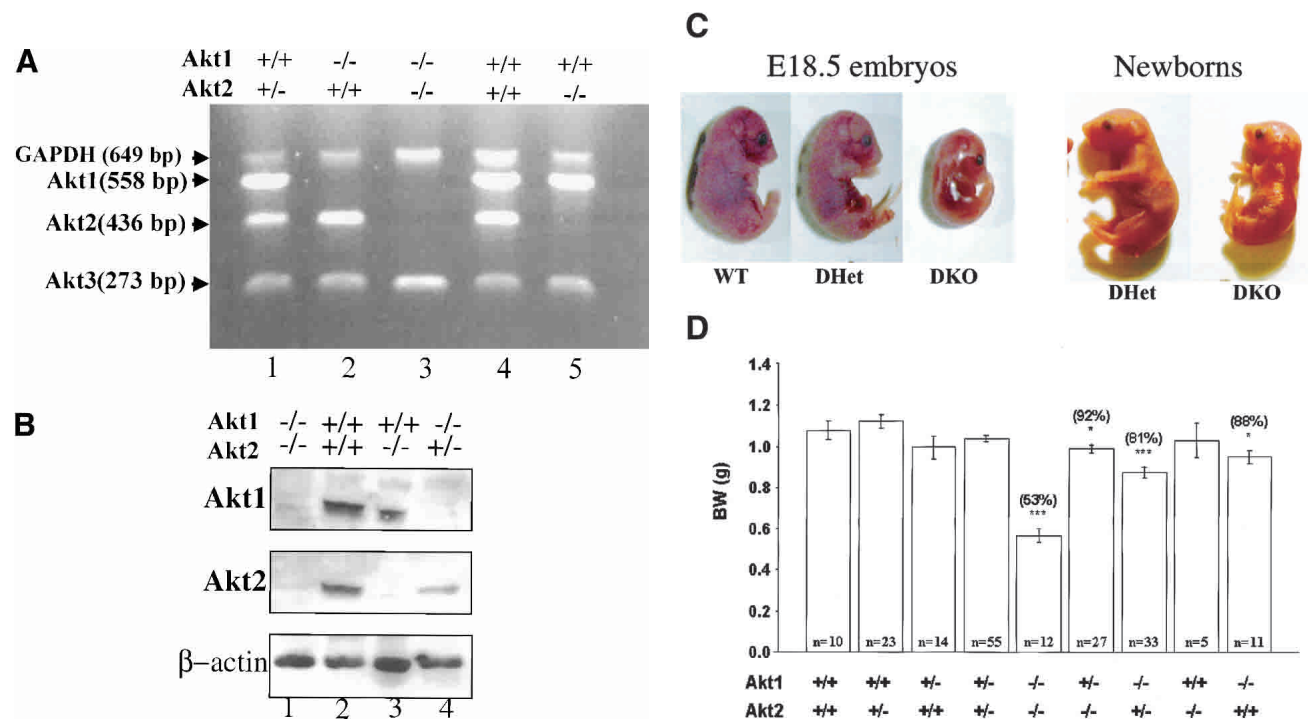 A
Akt1 +/+ -/- -/- +/+ +/+
Akt2 +/- +/+ -/- +/+ -/-
GAPDH (649 bp)
Akt1(558 bp)
Akt2(436 bp)
Akt3(273 bp)
1 2 3 4 5
B
Akt1 -/- +/+ +/+ -/-
Akt2 -/- +/+ -/- +/-
Akt1
Akt2
β-actin
1 2 3 4
C
E18.5 embryos Newborns
WT DHet DKO DHet DKO
D
BW (g)
1.4
1.2
1.0
0.8
0.6
0.4
0.2
0.0
(53%)
***
(92%)
*
(81%)
***
(88%)
*
n=10 n=23 n=14 n=55 n=12 n=27 n=33 n=5 n=11
Akt1 +/+ +/+ +/- +/- -/- +/- -/- +/+ -/-
Akt2 +/+ +/- +/+ +/- -/- -/- +/- -/- +/+